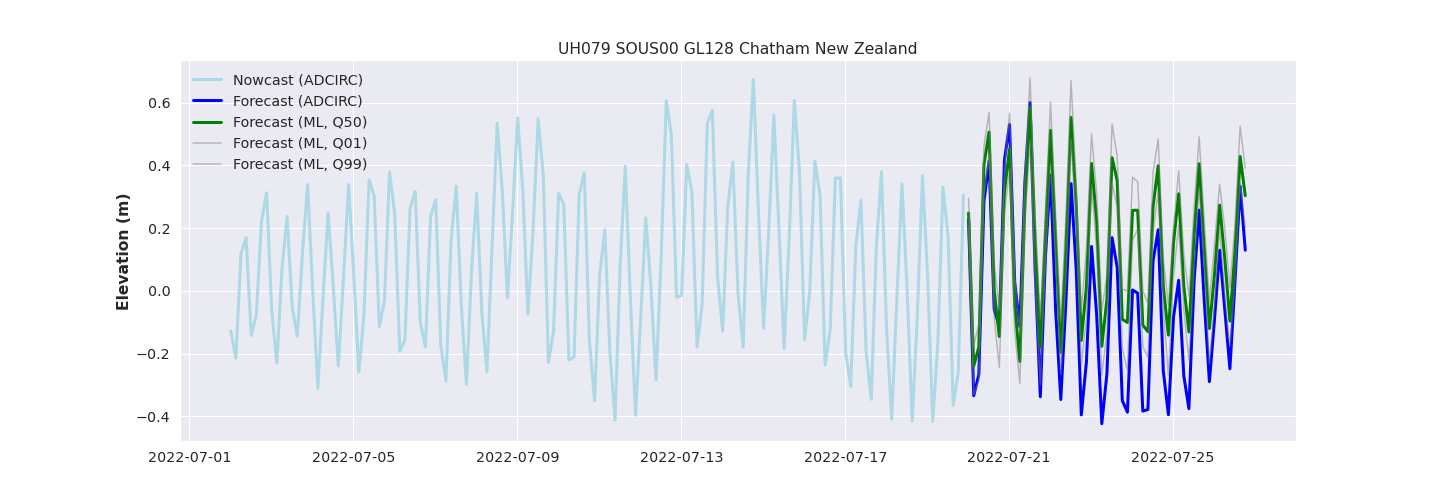 UH079 SOUS00 GL128 Chatham New Zealand
Nowcast (ADCIRC)
Forecast (ADCIRC)
Forecast (ML, Q50)
Forecast (ML, Q01)
Forecast (ML, Q99)
Elevation (m)
0.6
0.4
0.2
0.0
−0.2
−0.4
2022-07-01 2022-07-05 2022-07-09 2022-07-13 2022-07-17 2022-07-21 2022-07-25